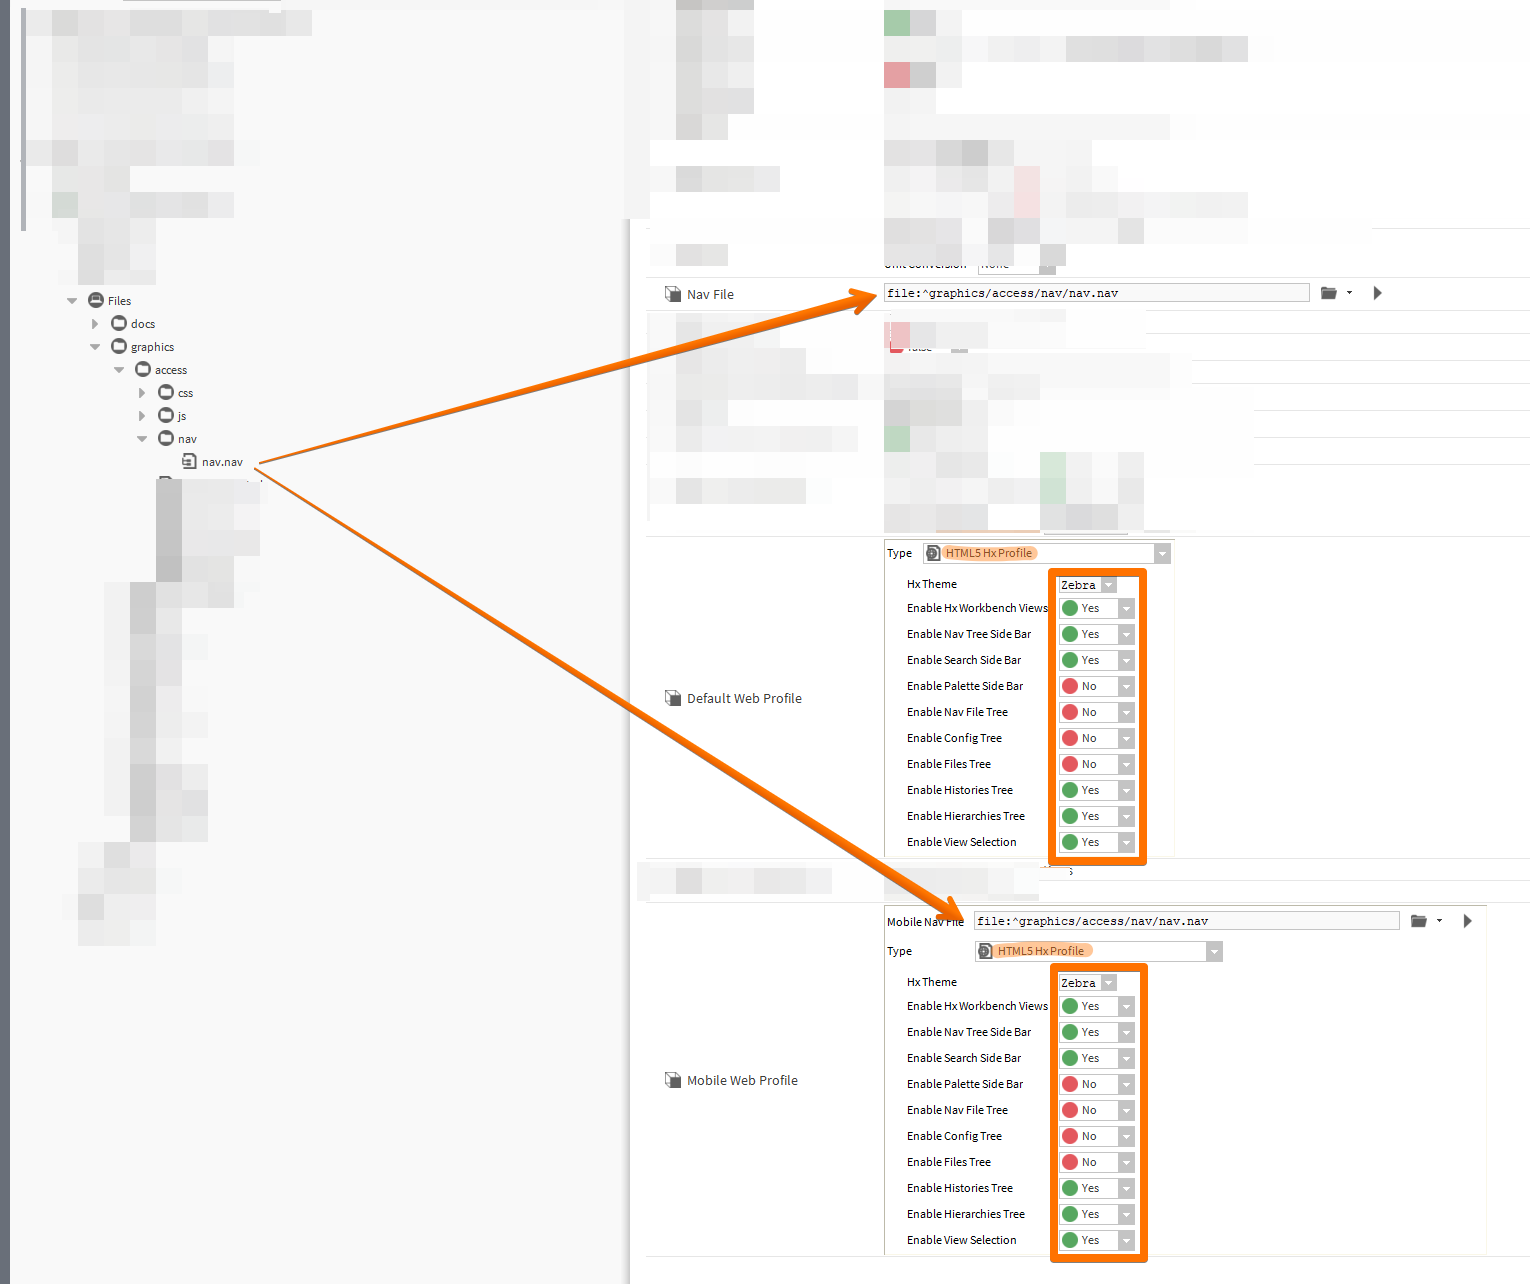 Files
docs
graphics
access
css
js
nav
nav.nav
Nav File
file:^graphics/access/nav/nav.nav
Default Web Profile
Type HTML5 Hx Profile
Hx Theme Zebra
Enable Hx Workbench Views Yes
Enable Nav Tree Side Bar Yes
Enable Search Side Bar Yes
Enable Palette Side Bar No
Enable Nav File Tree No
Enable Config Tree No
Enable Files Tree No
Enable Histories Tree Yes
Enable Hierarchies Tree Yes
Enable View Selection Yes
Mobile Web Profile
Mobile Nav File file:^graphics/access/nav/nav.nav
Type HTML5 Hx Profile
Hx Theme Zebra
Enable Hx Workbench Views Yes
Enable Nav Tree Side Bar Yes
Enable Search Side Bar Yes
Enable Palette Side Bar No
Enable Nav File Tree No
Enable Config Tree No
Enable Files Tree No
Enable Histories Tree Yes
Enable Hierarchies Tree Yes
Enable View Selection Yes